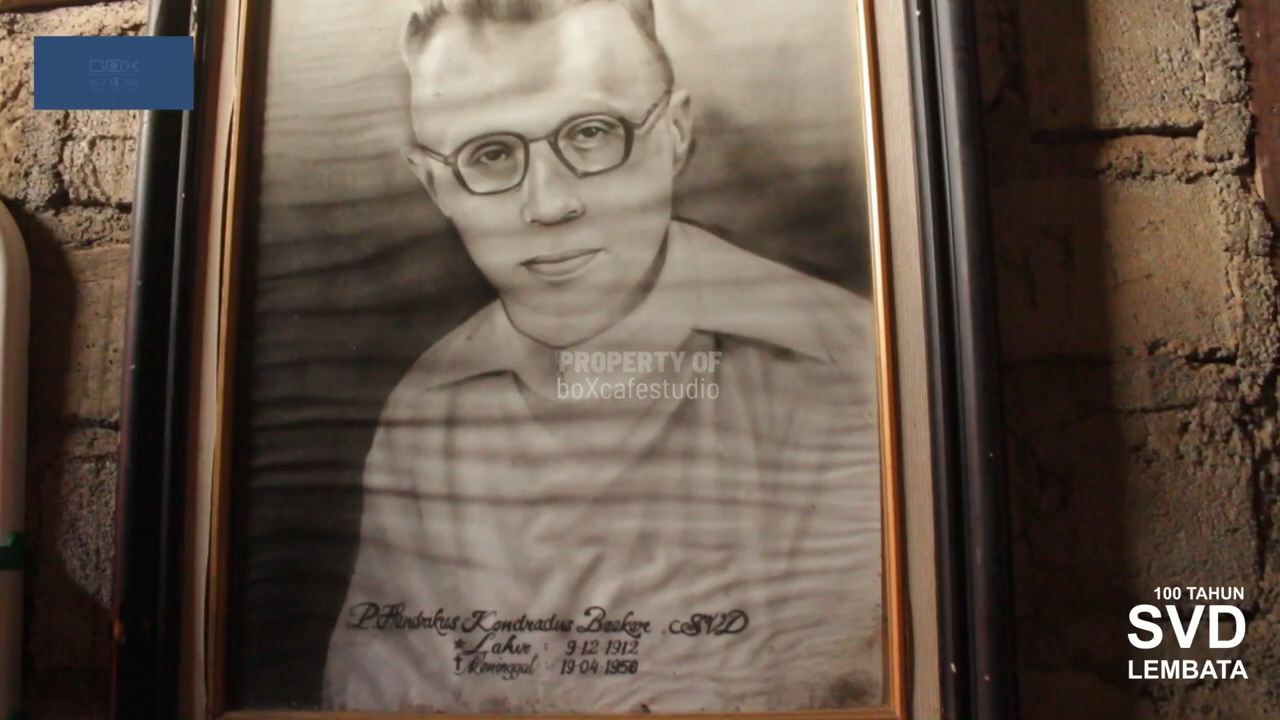 BOX
PROPERTY OF
boXcafestudio
P. Hendrikus Kondradus Beeker . SVD
Lahir : 9·12·1912
Meninggal : 19·04·1958
100 TAHUN
SVD
LEMBATA